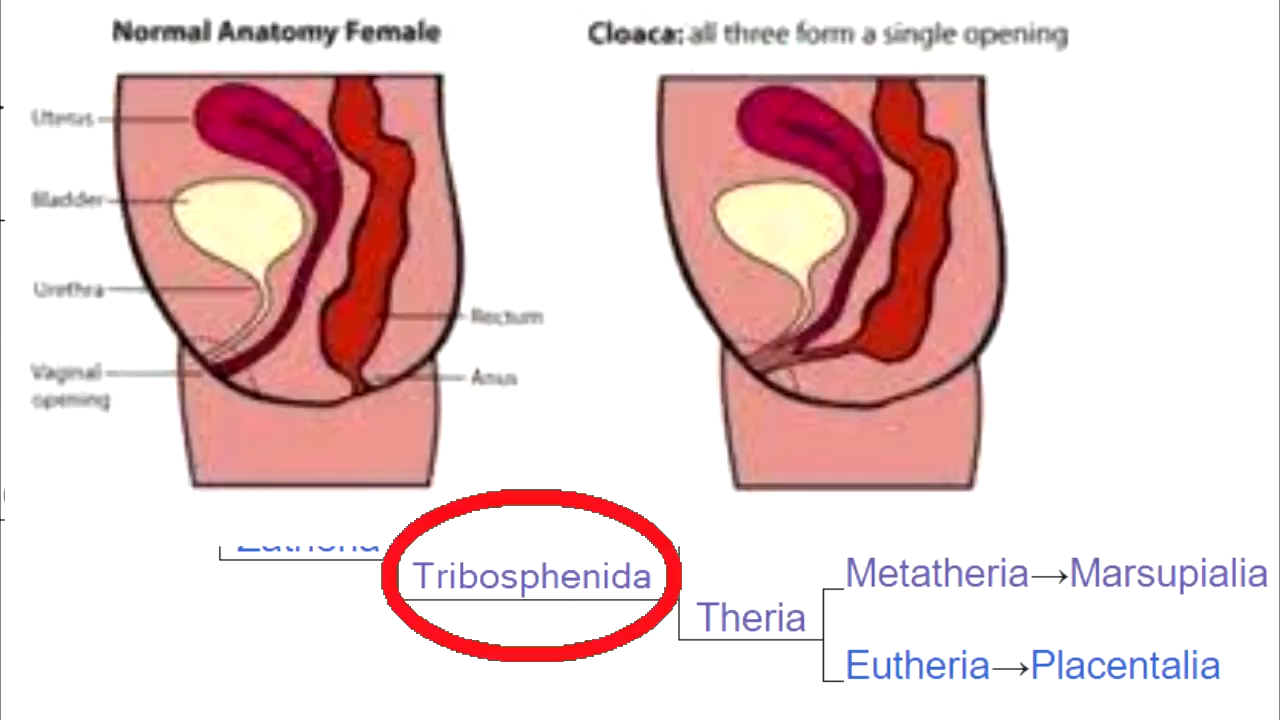 Normal Anatomy Female
Cloaca: all three form a single opening
Uterus
Bladder
Urethra
Rectum
Vaginal
opening
Anus
Zatheria
Tribosphenida
Metatheria→Marsupialia
Theria
Eutheria→Placentalia